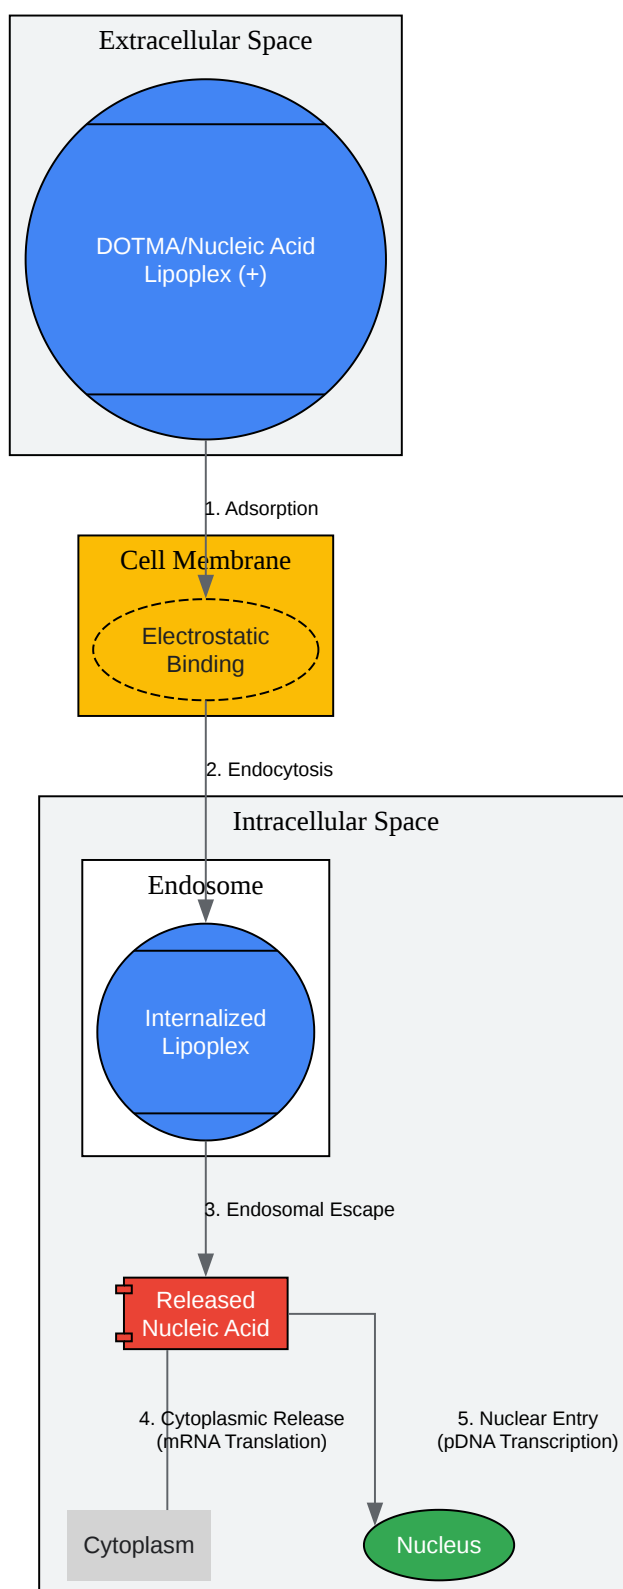 Extracellular Space
DOTMA/Nucleic Acid
Lipoplex (+)
1. Adsorption
Cell Membrane
Electrostatic
Binding
2. Endocytosis
Intracellular Space
Endosome
Internalized
Lipoplex
3. Endosomal Escape
Released
Nucleic Acid
4. Cytoplasmic Release
(mRNA Translation)
5. Nuclear Entry
(pDNA Transcription)
Cytoplasm
Nucleus